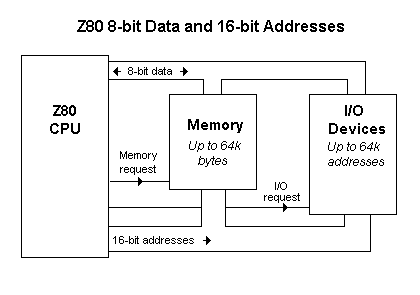 Z80 8-bit Data and 16-bit Addresses
8-bit data
Z80
CPU
Memory
Up to 64k
bytes
I/O
Devices
Up to 64k
addresses
Memory
request
I/O
request
16-bit addresses